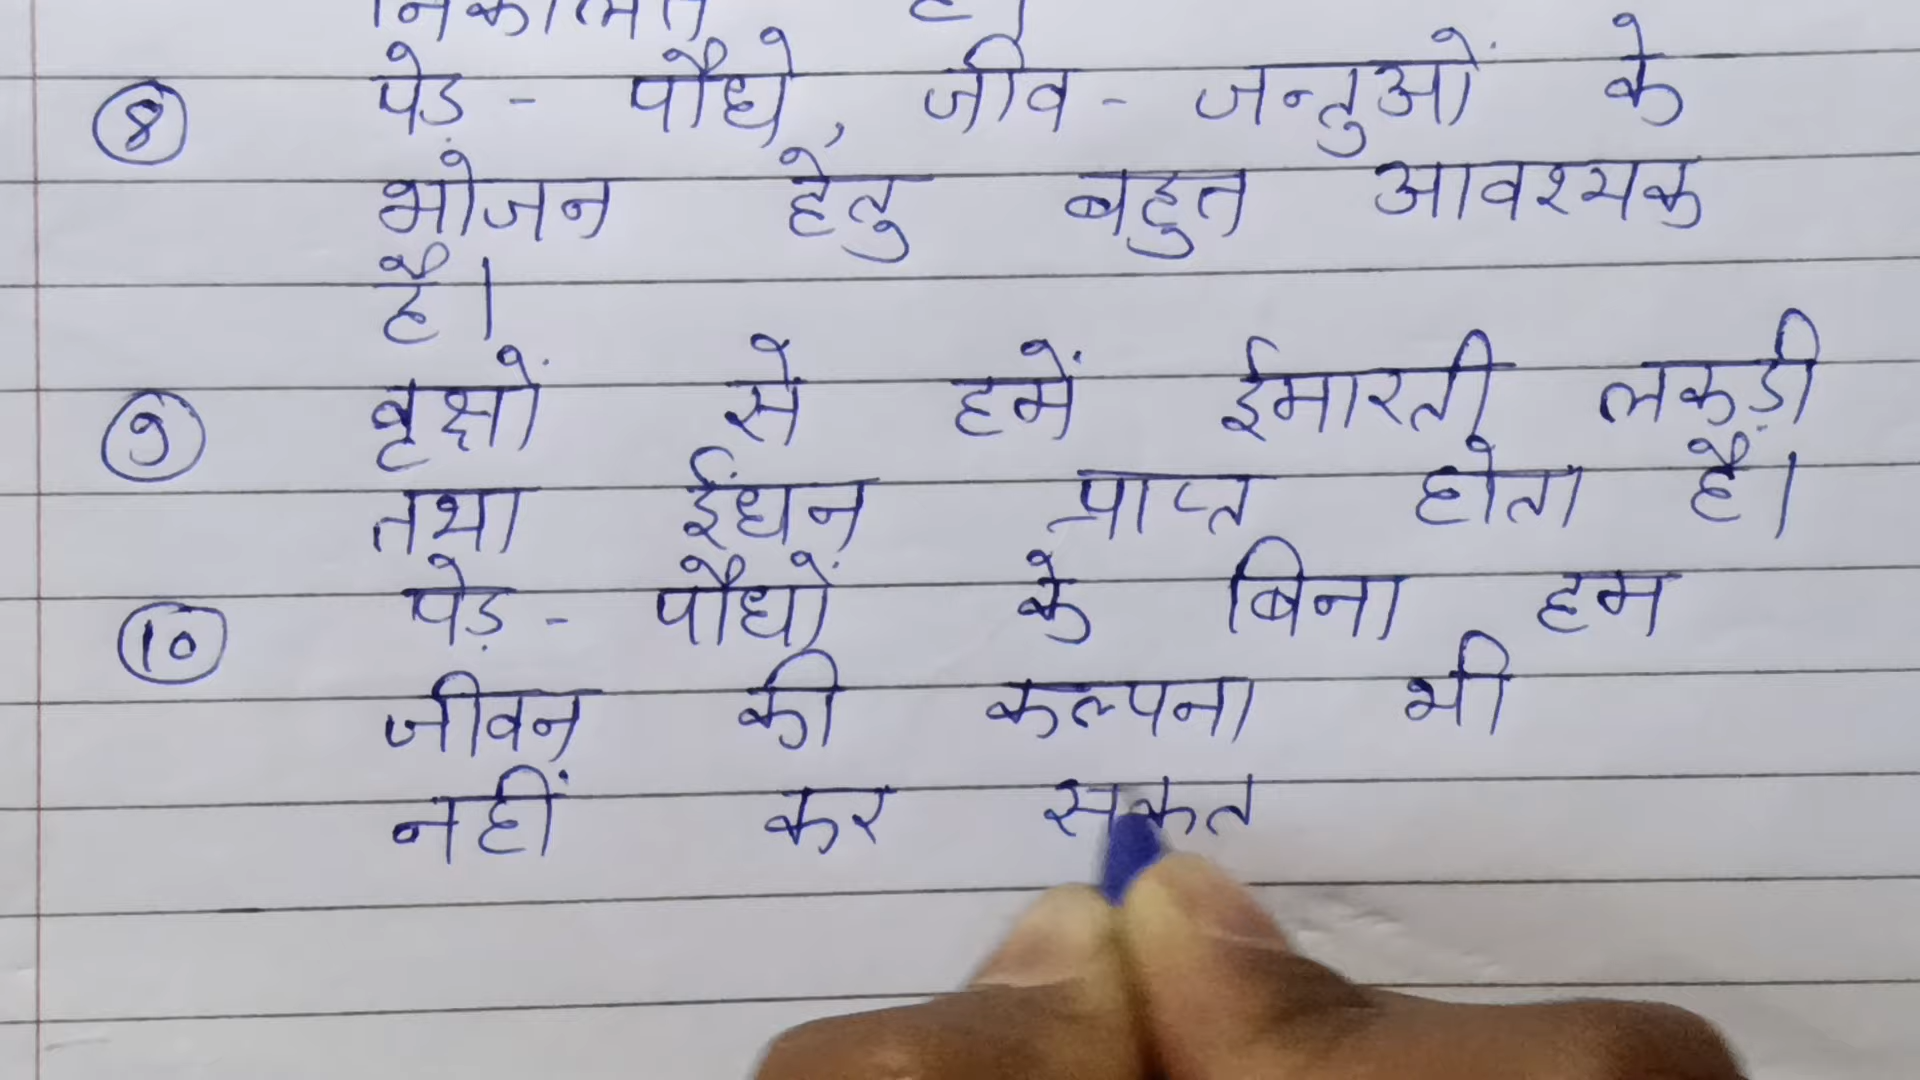 ⑧ पेड़ - पौधे, जीव - जन्तुओं के
भोजन हेतु बहुत आवश्यक
है।
⑨ वृक्षों से हमें ईमारती लकड़ी
तथा ईंधन प्राप्त होता है।
⑩ पेड़ - पौधों के बिना हम
जीवन की कल्पना भी
नहीं कर सकत